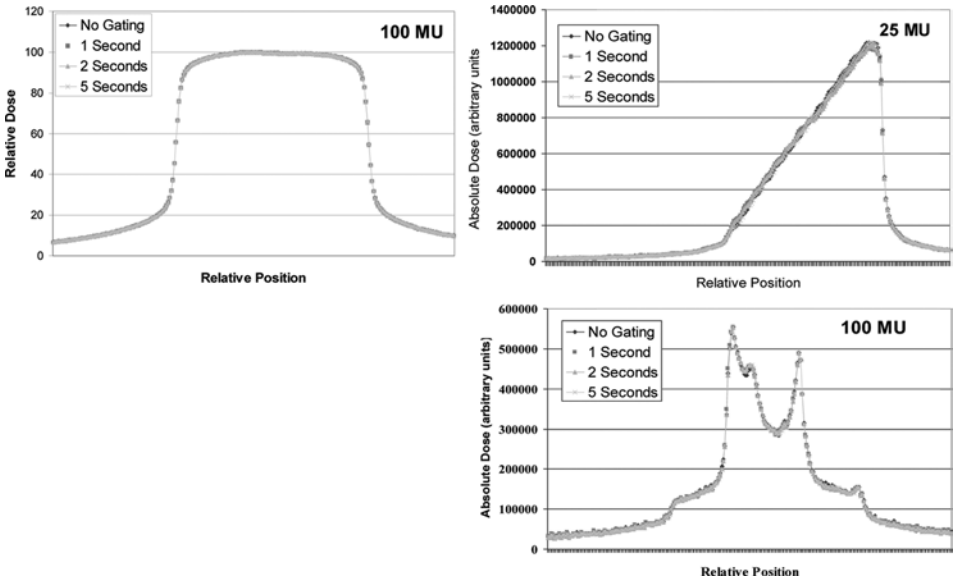 120
100
80
60
40
20
0
Relative Dose
No Gating
1 Second
2 Seconds
5 Seconds
100 MU
Relative Position
1400000
1200000
1000000
800000
600000
400000
200000
0
Absolute Dose (arbitrary units)
No Gating
1 Second
2 Seconds
5 Seconds
25 MU
Relative Position
600000
500000
400000
300000
200000
100000
0
Absolute Dose (arbitrary units)
No Gating
1 Second
2 Seconds
5 Seconds
100 MU
Relative Position